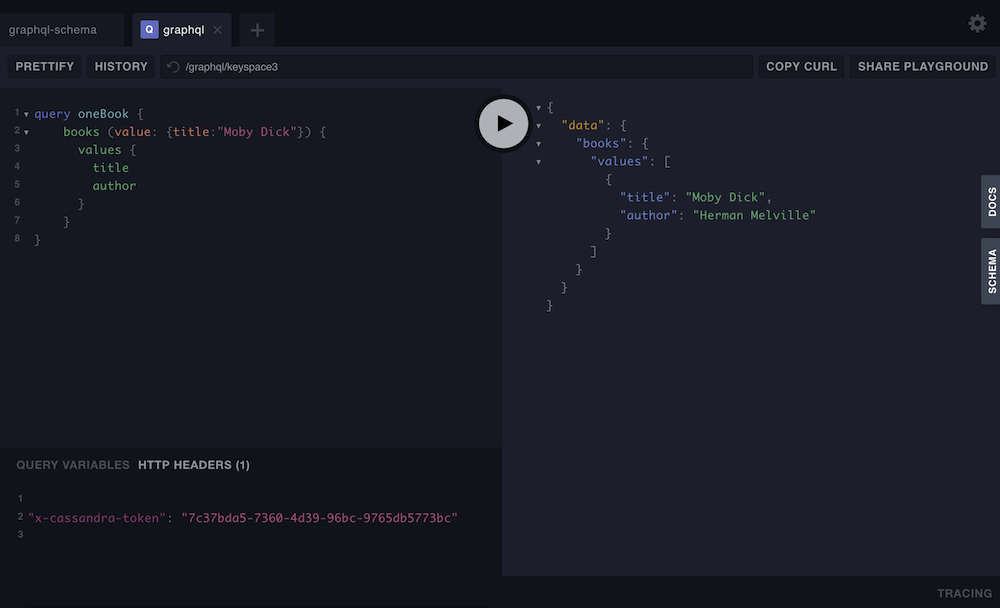 graphql-schema
Q graphql
PRETTIFY HISTORY /graphql/keyspace3 COPY CURL SHARE PLAYGROUND
1 query oneBook {
2 books (value: {title:"Moby Dick"}) {
3 values {
4 title
5 author
6 }
7 }
8 }
{
"data": {
"books": {
"values": [
{
"title": "Moby Dick",
"author": "Herman Melville"
}
]
}
}
}
DOCS
SCHEMA
QUERY VARIABLES HTTP HEADERS (1)
1
2 "x-cassandra-token": "7c37bda5-7360-4d39-96bc-9765db5773bc"
3
TRACING